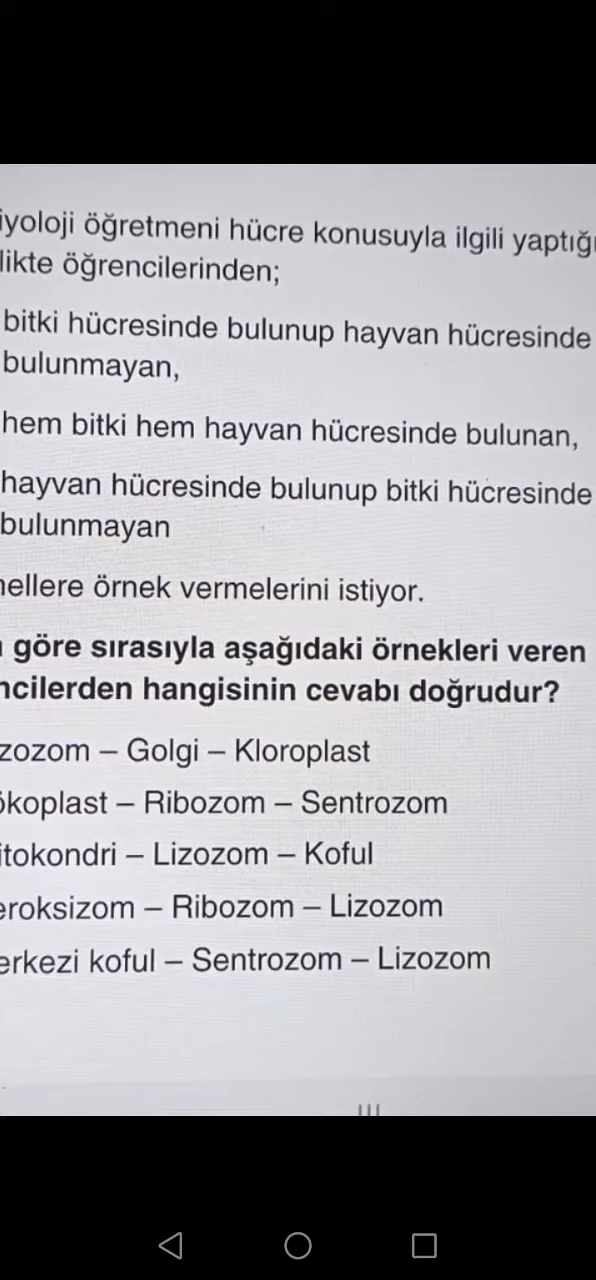 iyoloji öğretmeni hücre konusuyla ilgili yaptığı
likte öğrencilerinden;
bitki hücresinde bulunup hayvan hücresinde
bulunmayan,
hem bitki hem hayvan hücresinde bulunan,
hayvan hücresinde bulunup bitki hücresinde
bulunmayan
nellere örnek vermelerini istiyor.
göre sırasıyla aşağıdaki örnekleri veren
ncilerden hangisinin cevabı doğrudur?
zozom – Golgi – Kloroplast
ökoplast – Ribozom – Sentrozom
itokondri – Lizozom – Koful
eroksizom – Ribozom – Lizozom
erkezi koful – Sentrozom – Lizozom